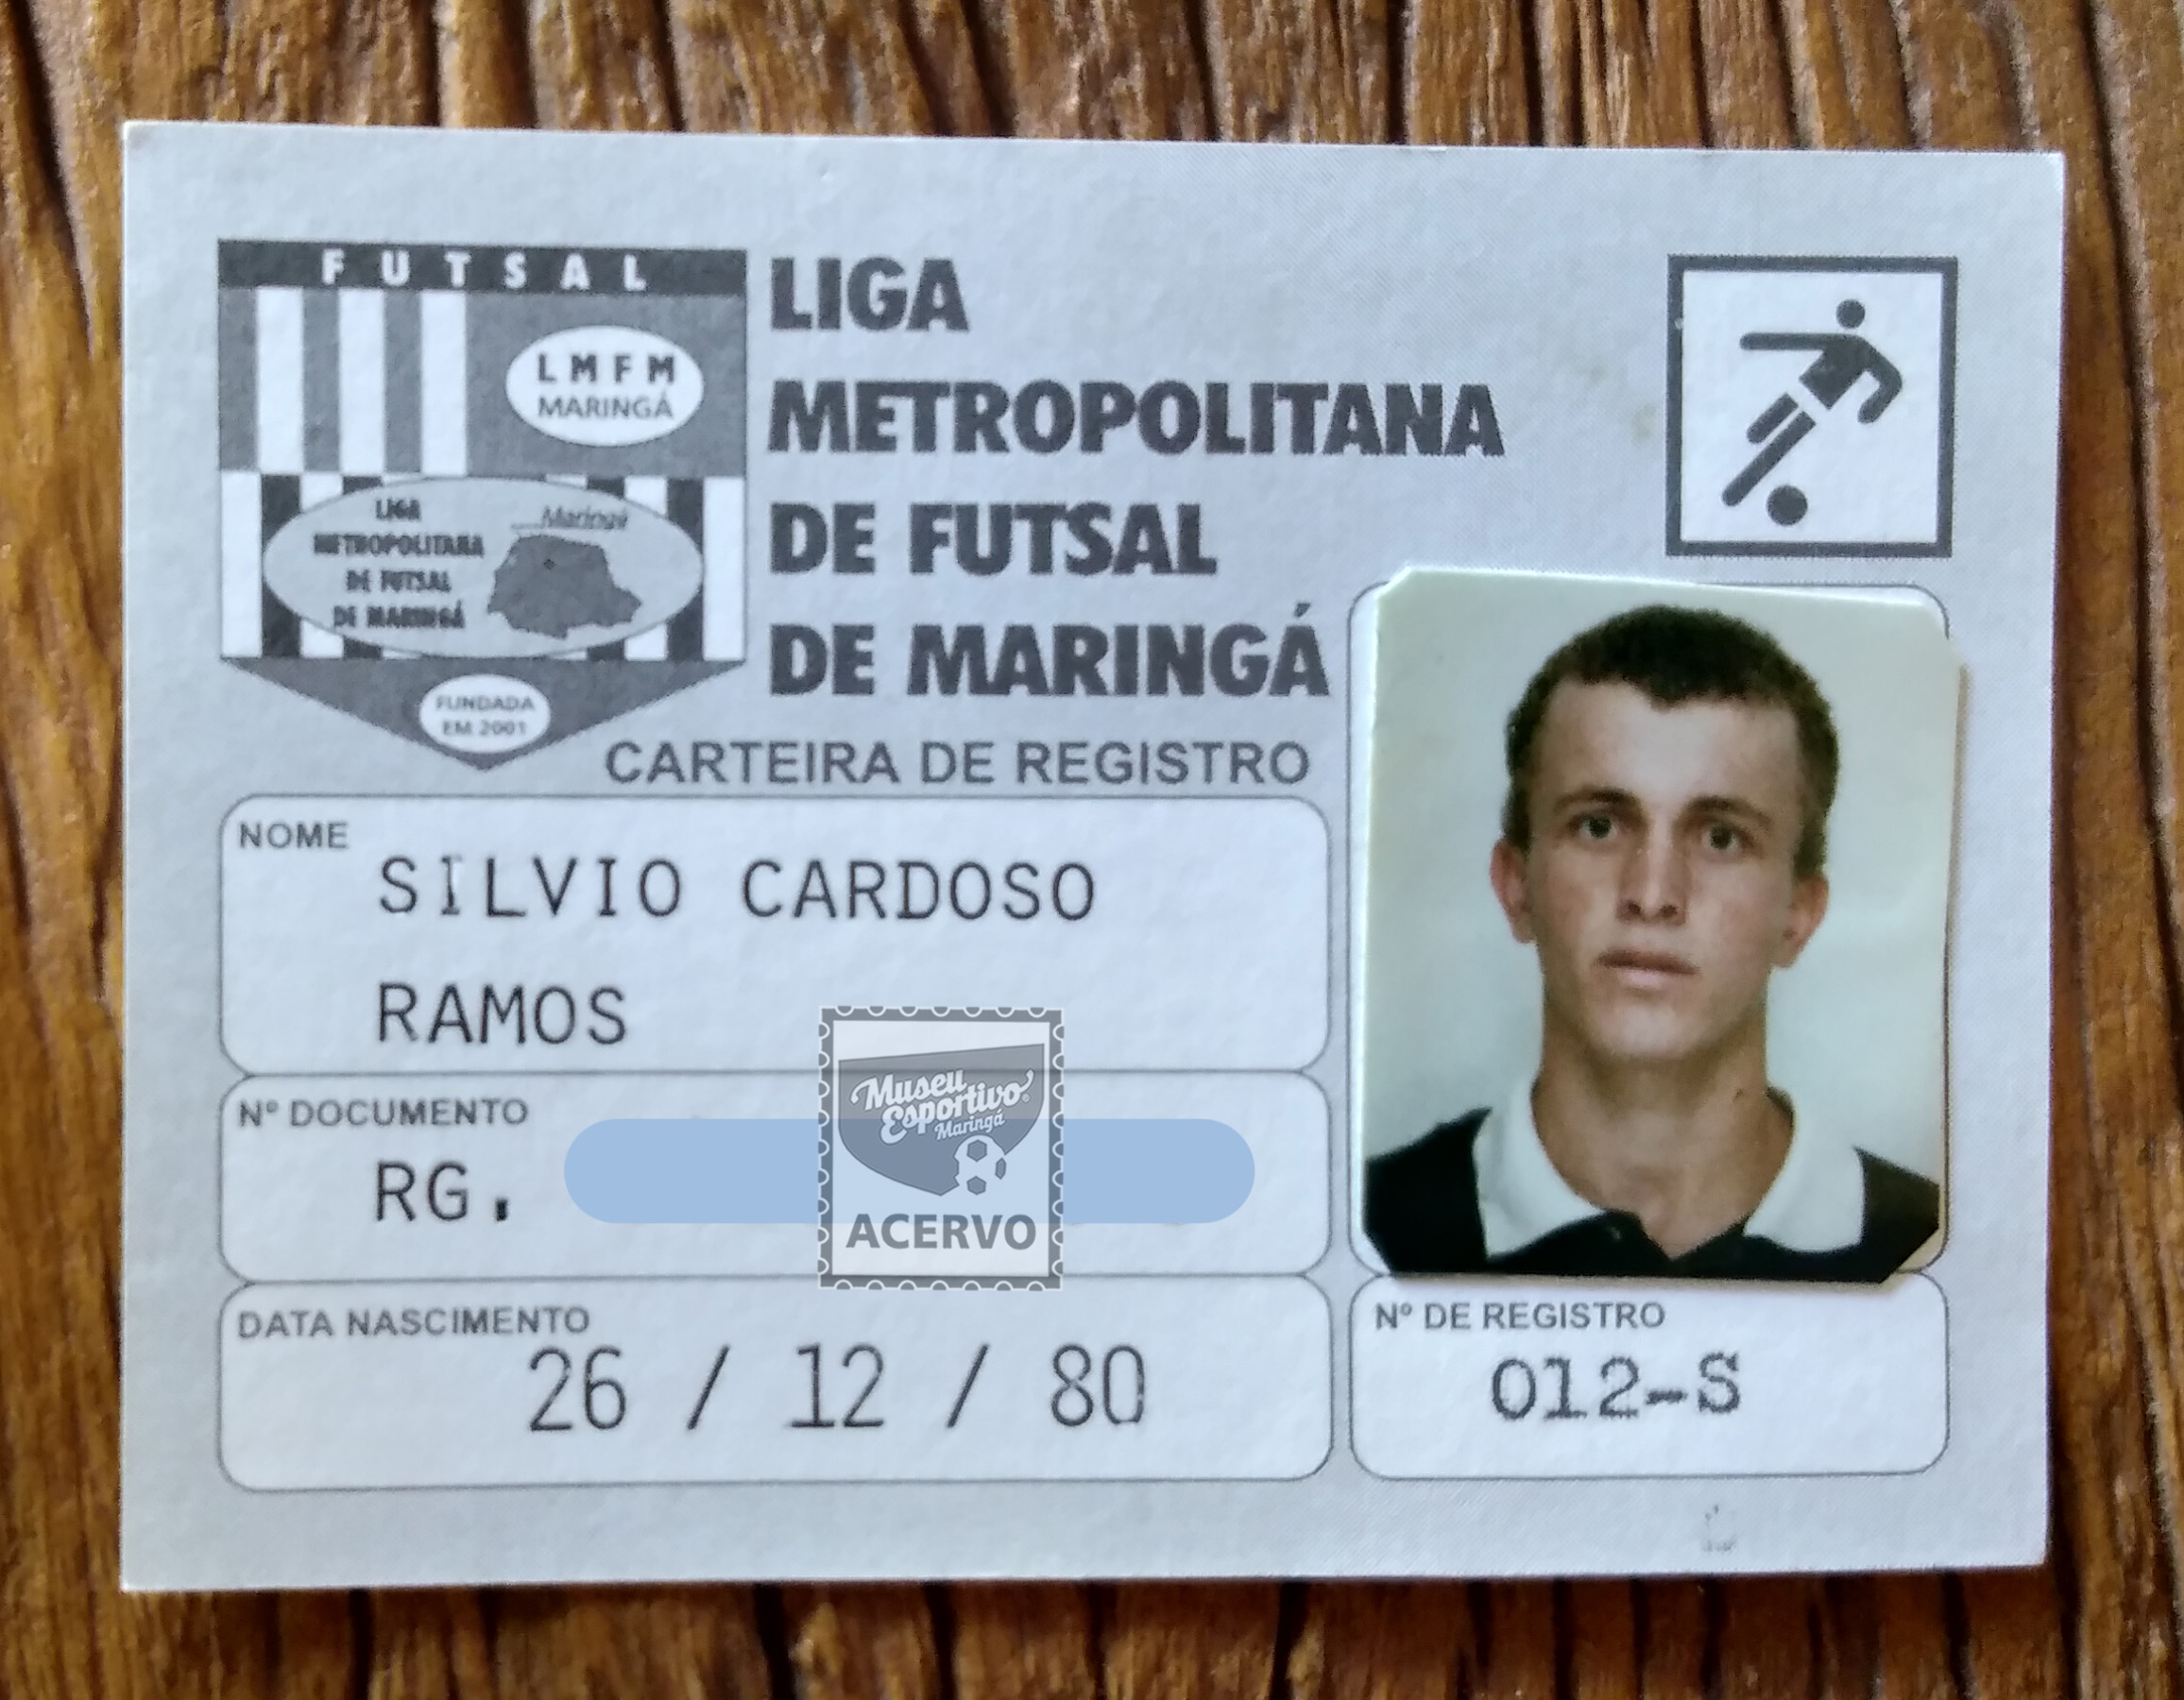 FUTSAL
LMFM
MARINGÁ
LIGA
METROPOLITANA
DE FUTSAL
DE MARINGÁ
Maringá
FUNDADA
EM 2001
LIGA
METROPOLITANA
DE FUTSAL
DE MARINGÁ
CARTEIRA DE REGISTRO
NOME
SILVIO CARDOSO
RAMOS
Nº DOCUMENTO
RG.
Museu
Esportivo
Maringá
ACERVO
DATA NASCIMENTO
26 / 12 / 80
Nº DE REGISTRO
012-S